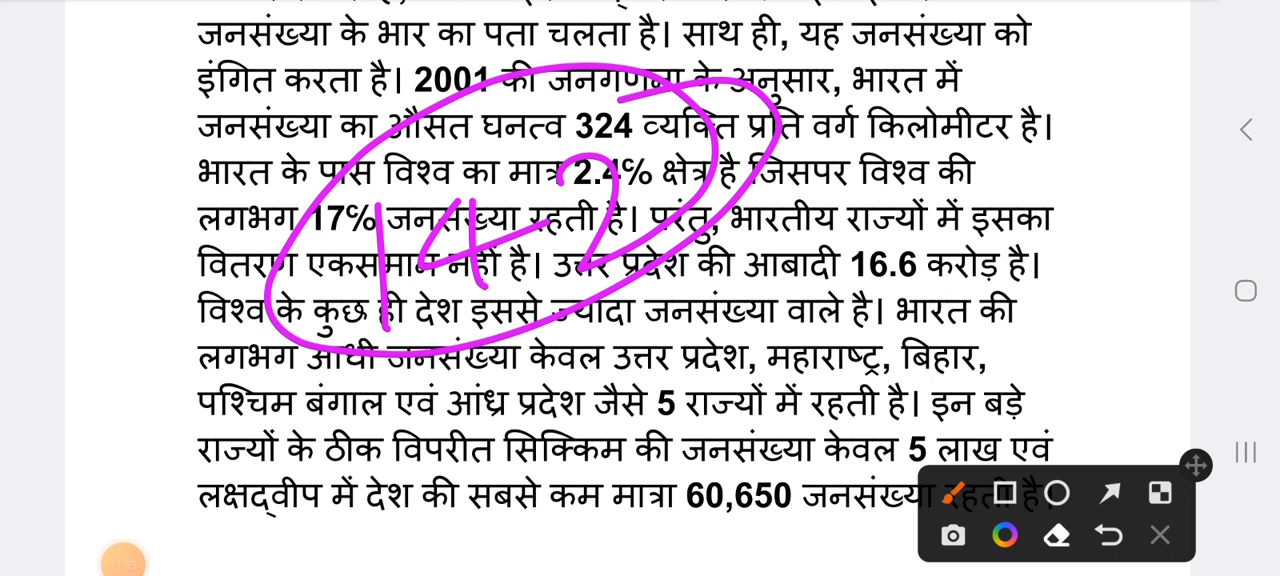 जनसंख्या के भार का पता चलता है। साथ ही, यह जनसंख्या को
इंगित करता है। 2001 की जनगणना के अनुसार, भारत में
जनसंख्या का औसत घनत्व 324 व्यक्ति प्रति वर्ग किलोमीटर है।
भारत के पास विश्व का मात्र 2.4% क्षेत्र है जिसपर विश्व की
लगभग 17% जनसंख्या रहती है। परंतु, भारतीय राज्यों में इसका
वितरण एकसमान नहीं है। उत्तर प्रदेश की आबादी 16.6 करोड़ है।
विश्व के कुछ ही देश इससे ज्यादा जनसंख्या वाले है। भारत की
लगभग आधी जनसंख्या केवल उत्तर प्रदेश, महाराष्ट्र, बिहार,
पश्चिम बंगाल एवं आंध्र प्रदेश जैसे 5 राज्यों में रहती है। इन बड़े
राज्यों के ठीक विपरीत सिक्किम की जनसंख्या केवल 5 लाख एवं
लक्षद्वीप में देश की सबसे कम मात्रा 60,650 जनसंख्या रहती है।
142
11:53